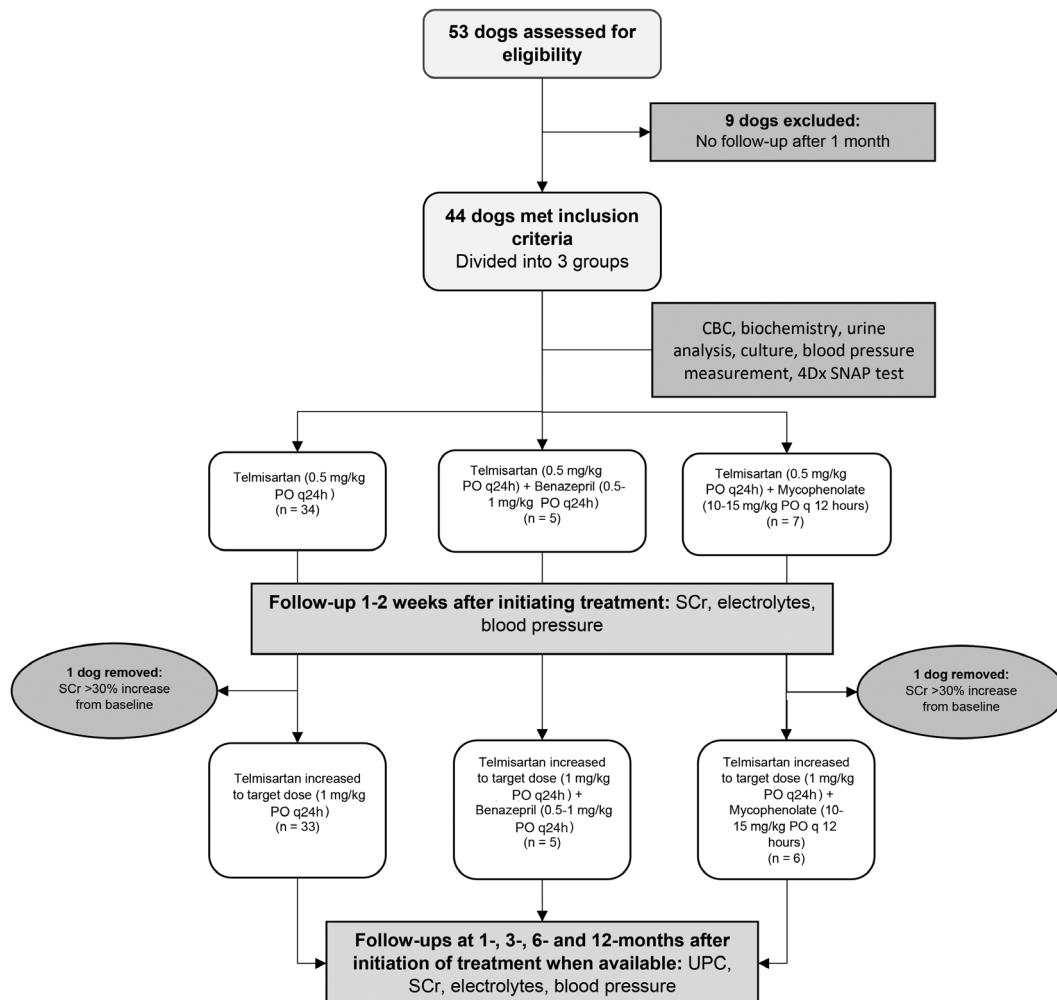 53 dogs assessed for
eligibility
9 dogs excluded:
No follow-up after 1 month
44 dogs met inclusion
criteria
Divided into 3 groups
CBC, biochemistry, urine
analysis, culture, blood pressure
measurement, 4Dx SNAP test
Telmisartan (0.5 mg/kg
PO q24h)
(n = 34)
Telmisartan (0.5 mg/kg
PO q24h) + Benazepril (0.5-
1 mg/kg PO q24h)
(n = 5)
Telmisartan (0.5 mg/kg
PO q24h) + Mycophenolate
(10-15 mg/kg PO q 12 hours)
(n = 7)
Follow-up 1-2 weeks after initiating treatment: SCr, electrolytes,
blood pressure
1 dog removed:
SCr >30% increase
from baseline
1 dog removed:
SCr >30% increase
from baseline
Telmisartan increased
to target dose (1 mg/kg
PO q24h)
(n = 33)
Telmisartan increased
to target dose (1 mg/kg
PO q24h) +
Benazepril (0.5-1 mg/kg
PO q24h)
(n = 5)
Telmisartan increased
to target dose (1 mg/kg
PO q24h) +
Mycophenolate (10-
15 mg/kg PO q 12
hours)
(n = 6)
Follow-ups at 1-, 3-, 6- and 12-months after
initiation of treatment when available: UPC,
SCr, electrolytes, blood pressure